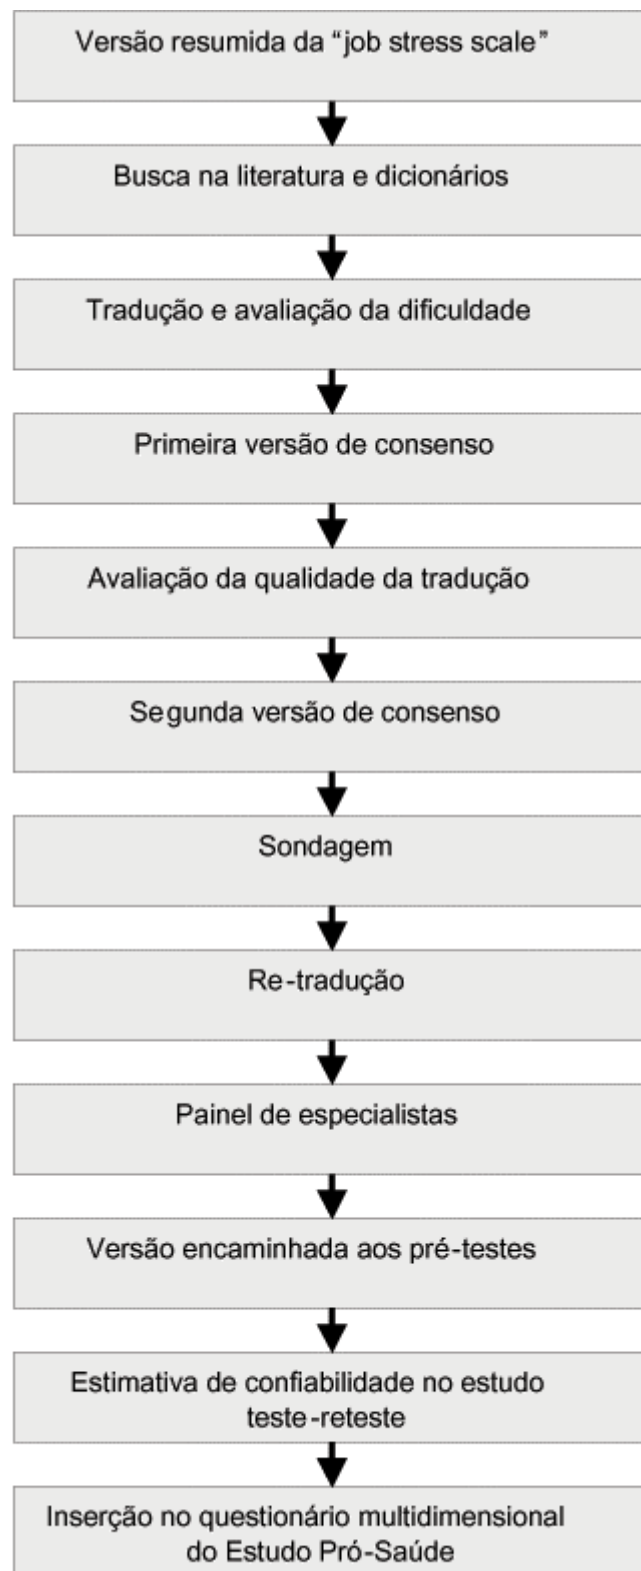 Versão resumida da “job stress scale”
Busca na literatura e dicionários
Tradução e avaliação da dificuldade
Primeira versão de consenso
Avaliação da qualidade da tradução
Segunda versão de consenso
Sondagem
Re-tradução
Painel de especialistas
Versão encaminhada aos pré-testes
Estimativa de confiabilidade no estudo
teste-reteste
Inserção no questionário multidimensional
do Estudo Pró-Saúde